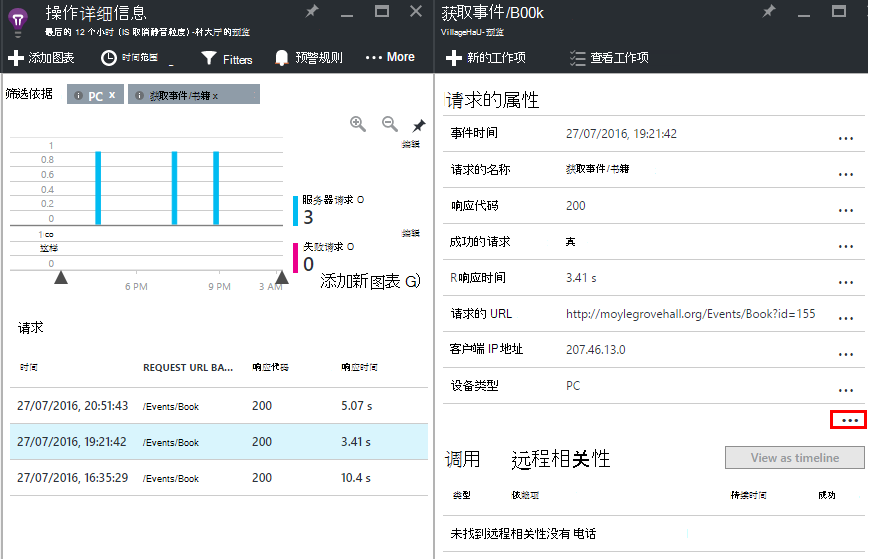 操作详细信息
最后的 12 个小时 (IS 取消静音粒度) -村大厅的预览
添加图表
时间范围
Fitters
预警规则
More
筛选依据
PC x
获取事件/书籍 x
编辑
1
0.8
0.6
0.4
0.2
0
服务器请求 O
3
编辑
1 co
这档
0
失败请求 O
0
6 PM
9 PM
3 AM
添加新图表 G)
请求
时间
REQUEST URL BA...
响应代码
响应时间
27/07/2016, 20:51:43 /Events/Book 200 5.07 s
27/07/2016, 19:21:42 /Events/Book 200 3.41 s
27/07/2016, 16:35:29 /Events/Book 200 10.4 s
获取事件/B00k
VillageHaU-预览
新的工作项
查看工作项
请求的属性
事件时间 27/07/2016, 19:21:42 ...
请求的名称 获取事件/书籍 ...
响应代码 200 ...
成功的请求 真 ...
R响应时间 3.41 s ...
请求的 URL http://moylegrovehall.org/Events/Book?id=155 ...
客户端 IP地址 207.46.13.0 ...
设备类型 PC ...
...
调用 远程相关性
View as timeline
类型 依赖项 持续时间 成功
未找到远程相关性没有 电话